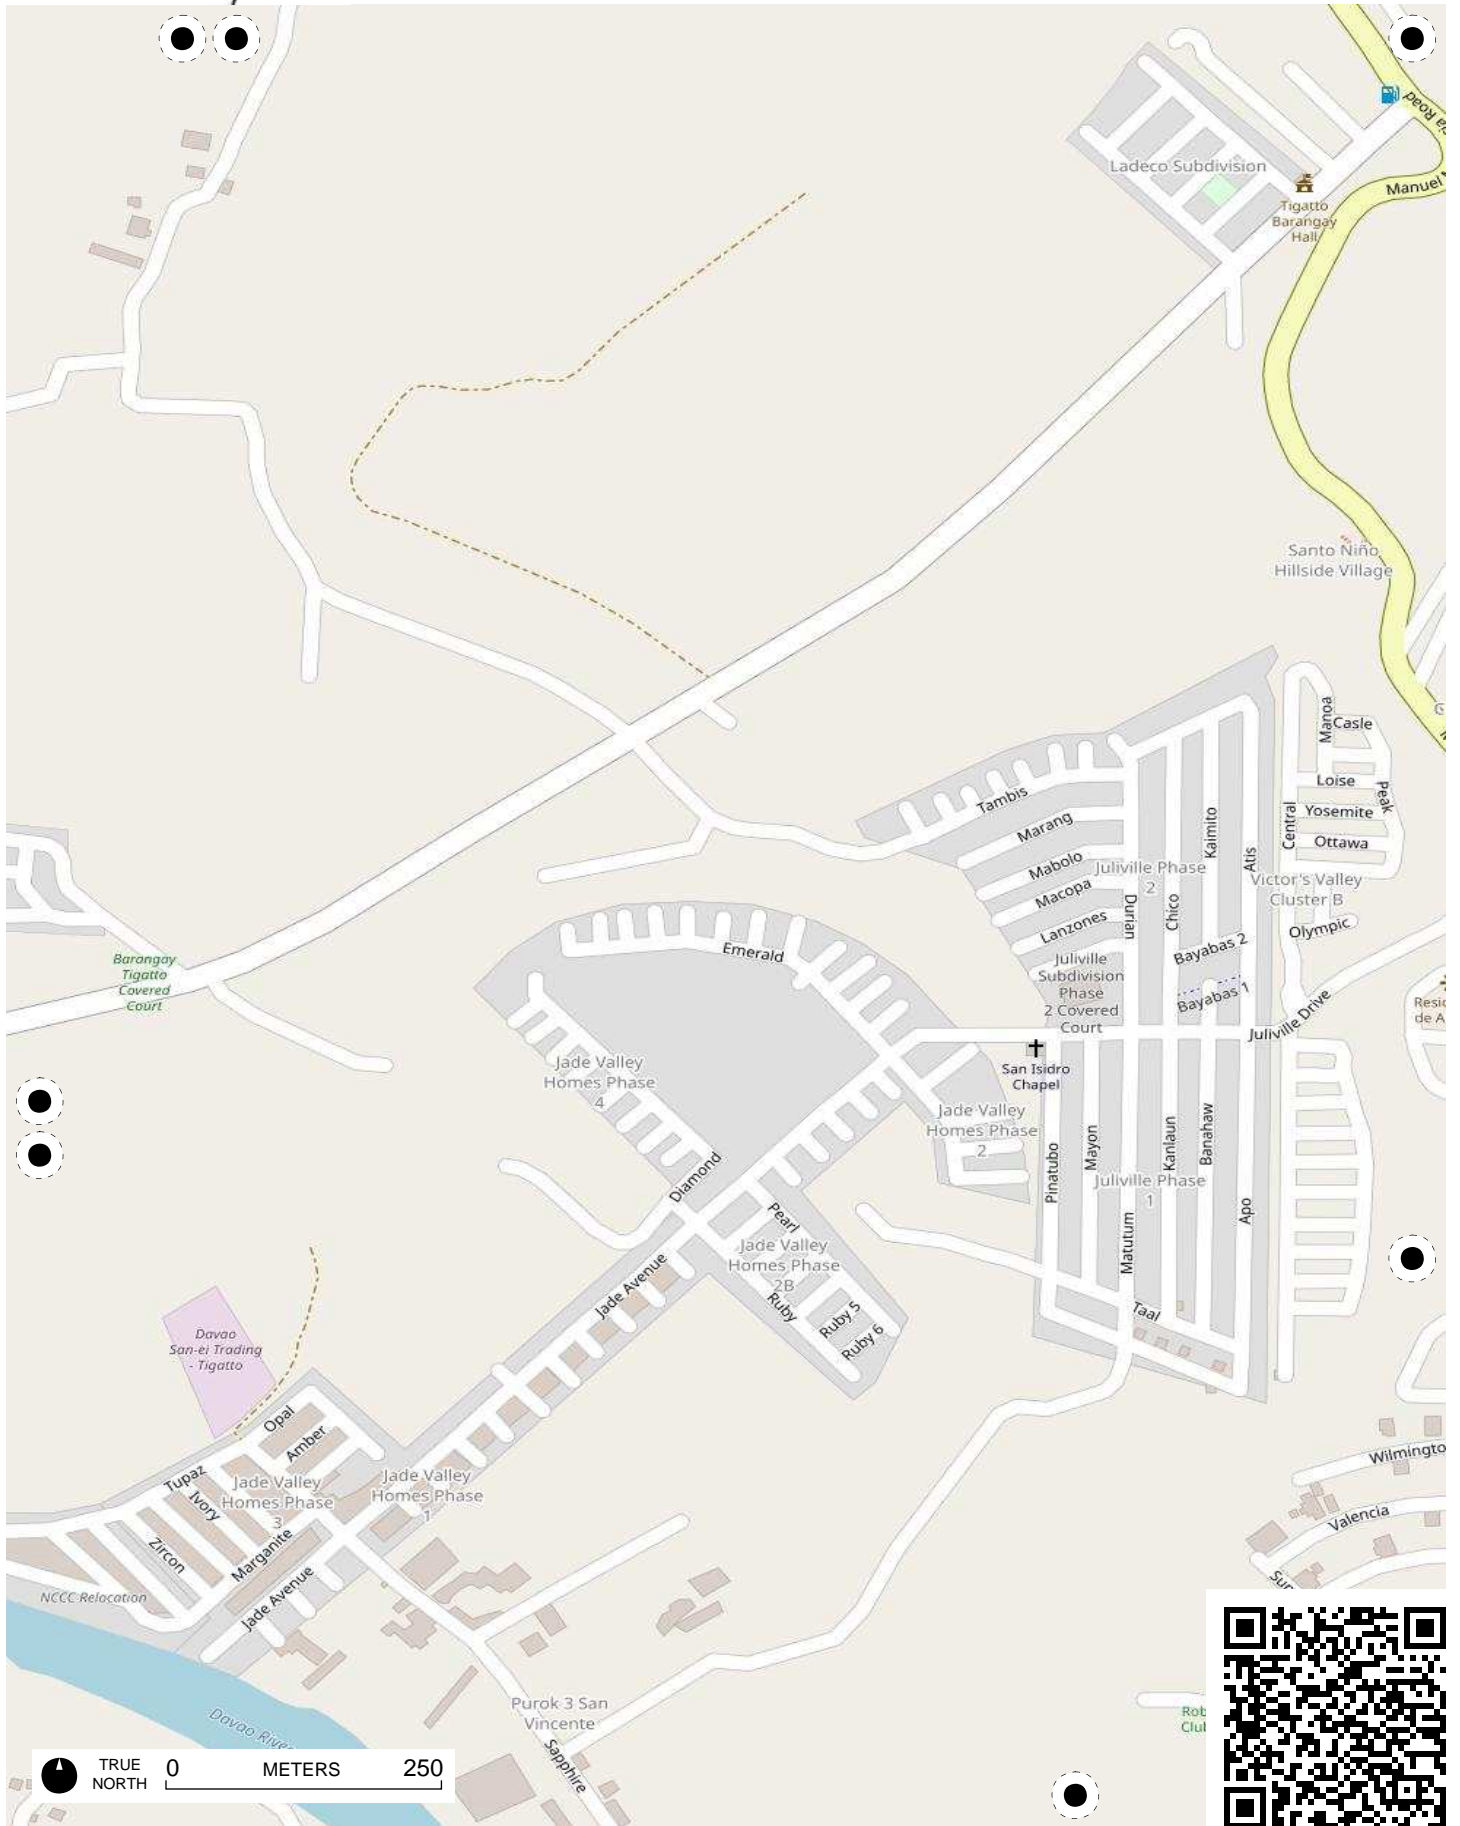 Road
Manuel
Ladeco Subdivision
Tigatto
Barangay
Hall
Santo Niño
Hillside Village
Manoa
Casle
Loise
Peak
Yosemite
Central
Ottawa
Victor's Valley
Cluster B
Olympic
Tambis
Marang
Mabolo
Macopa
Lanzones
Juliville Phase
2
Kaimito
Atis
Durian
Chico
Bayabas 2
Bayabas 1
Juliville
Subdivision
Phase
2 Covered
Court
Juliville Drive
Emerald
Barangay
Tigatto
Covered
Court
San Isidro
Chapel
Jade Valley
Homes Phase
4
Jade Valley
Homes Phase
2
Pinatubo
Mayon
Matutum
Kanlaun
Banahaw
Apo
Juliville Phase
1
Taal
Diamond
Pearl
Jade Valley
Homes Phase
2B
Ruby
Ruby 5
Ruby 6
Jade Avenue
Davao
San-ei Trading
- Tigatto
Opal
Amber
Tupaz
Ivory
Jade Valley
Homes Phase
3
Jade Valley
Homes Phase
1
Zircon
Marganite
Jade Avenue
NCCC Relocation
Valencia
Purok 3 San
Vincente
Sapphire
Davao River
TRUE
NORTH
0 METERS 250